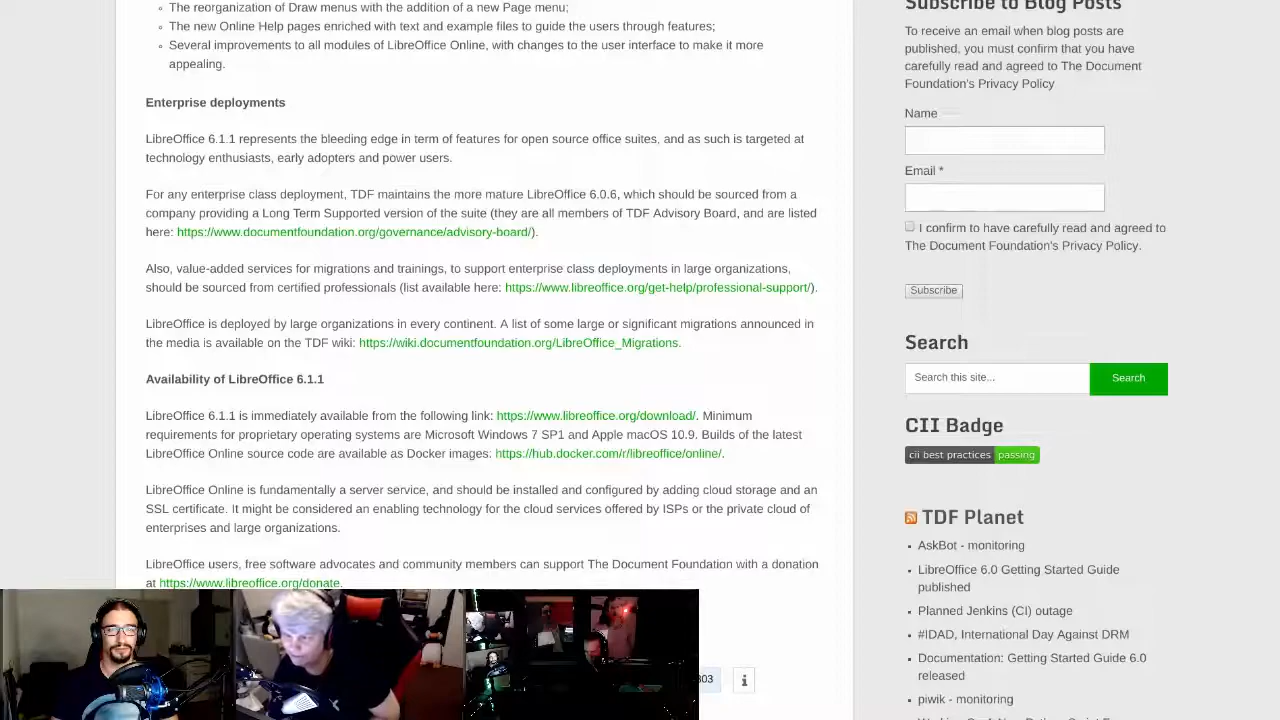 The reorganization of Draw menus with the addition of a new Page menu;
The new Online Help pages enriched with text and example files to guide the users through features;
Several improvements to all modules of LibreOffice Online, with changes to the user interface to make it more
appealing.
Enterprise deployments
LibreOffice 6.1.1 represents the bleeding edge in term of features for open source office suites, and as such is targeted at
technology enthusiasts, early adopters and power users.
For any enterprise class deployment, TDF maintains the more mature LibreOffice 6.0.6, which should be sourced from a
company providing a Long Term Supported version of the suite (they are all members of TDF Advisory Board, and are listed
here: https://www.documentfoundation.org/governance/advisory-board/).
Also, value-added services for migrations and trainings, to support enterprise class deployments in large organizations,
should be sourced from certified professionals (list available here: https://www.libreoffice.org/get-help/professional-support/).
LibreOffice is deployed by large organizations in every continent. A list of some large or significant migrations announced in
the media is available on the TDF wiki: https://wiki.documentfoundation.org/LibreOffice_Migrations.
Availability of LibreOffice 6.1.1
LibreOffice 6.1.1 is immediately available from the following link: https://www.libreoffice.org/download/. Minimum
requirements for proprietary operating systems are Microsoft Windows 7 SP1 and Apple macOS 10.9. Builds of the latest
LibreOffice Online source code are available as Docker images: https://hub.docker.com/r/libreoffice/online/.
LibreOffice Online is fundamentally a server service, and should be installed and configured by adding cloud storage and an
SSL certificate. It might be considered an enabling technology for the cloud services offered by ISPs or the private cloud of
enterprises and large organizations.
LibreOffice users, free software advocates and community members can support The Document Foundation with a donation
at https://www.libreoffice.org/donate.
Subscribe to Blog Posts
To receive an email when blog posts are
published, you must confirm that you have
carefully read and agreed to The Document
Foundation's Privacy Policy
Name
Email *
I confirm to have carefully read and agreed to
The Document Foundation's Privacy Policy.
Subscribe
Search
Search this site...
Search
CII Badge
cii best practices passing
TDF Planet
AskBot - monitoring
LibreOffice 6.0 Getting Started Guide
published
Planned Jenkins (CI) outage
#IDAD, International Day Against DRM
Documentation: Getting Started Guide 6.0
released
piwik - monitoring